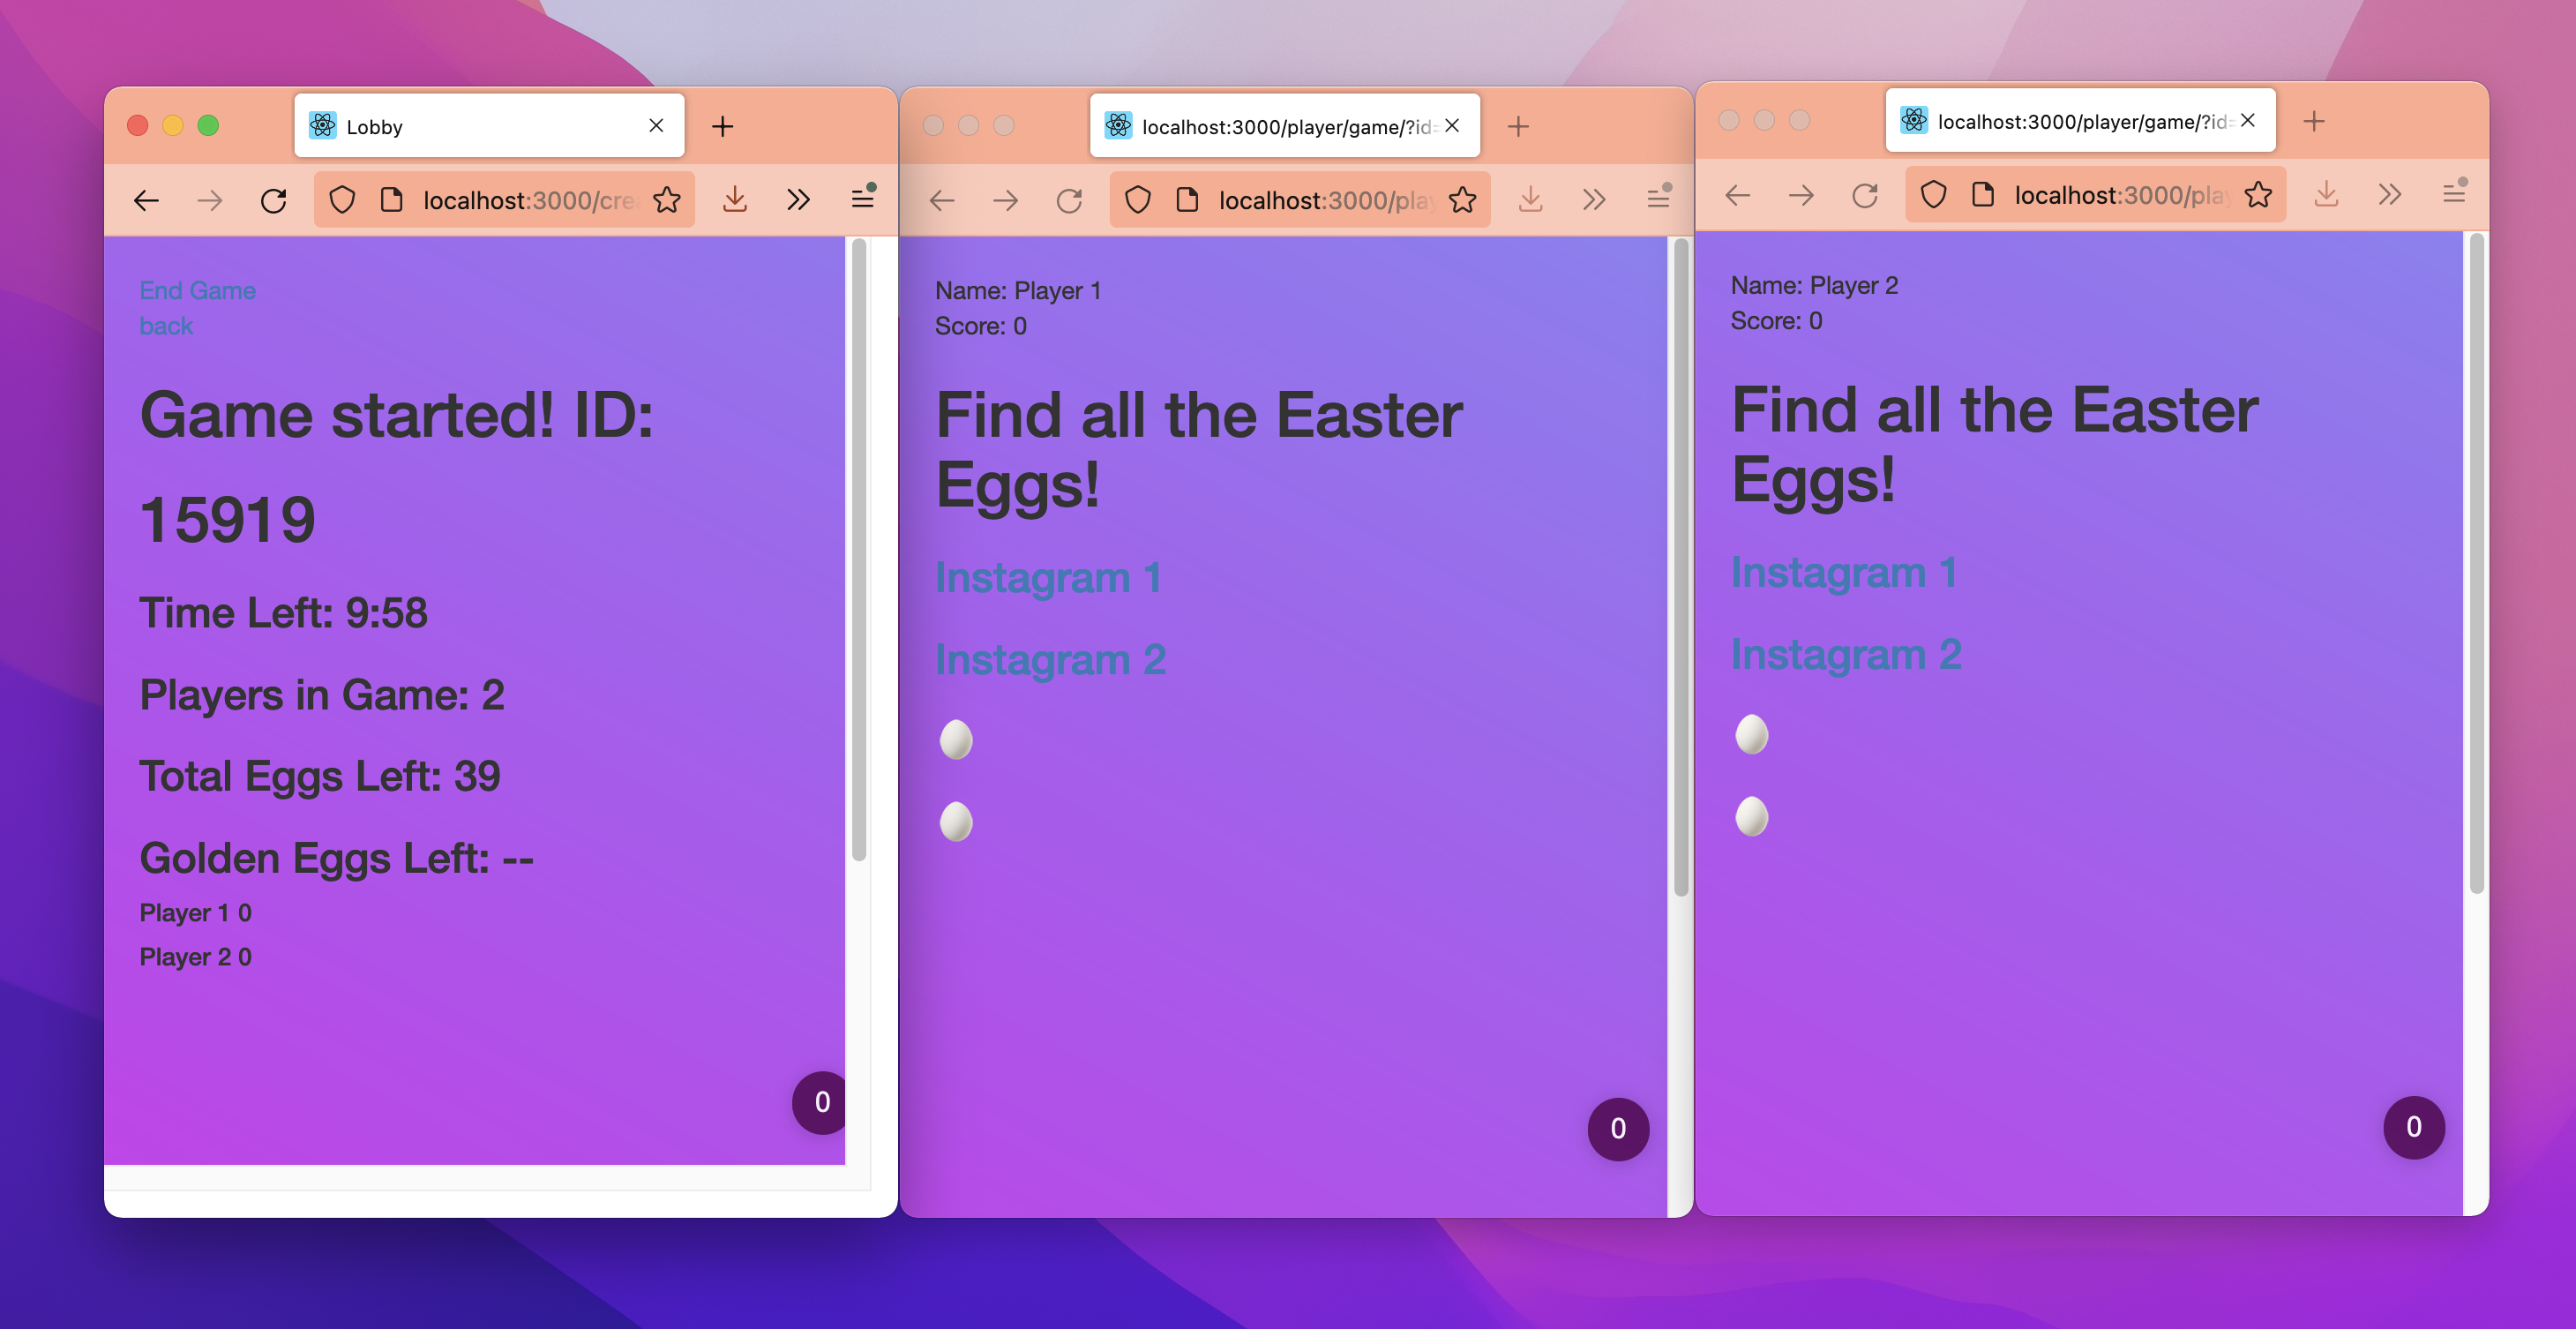 Lobby
localhost:3000/cre
End Game
back
Game started! ID:
15919
Time Left: 9:58
Players in Game: 2
Total Eggs Left: 39
Golden Eggs Left: --
Player 1 0
Player 2 0
0
localhost:3000/player/game/?id=
localhost:3000/play
Name: Player 1
Score: 0
Find all the Easter
Eggs!
Instagram 1
Instagram 2
0
localhost:3000/player/game/?id=
localhost:3000/pla
Name: Player 2
Score: 0
Find all the Easter
Eggs!
Instagram 1
Instagram 2
0